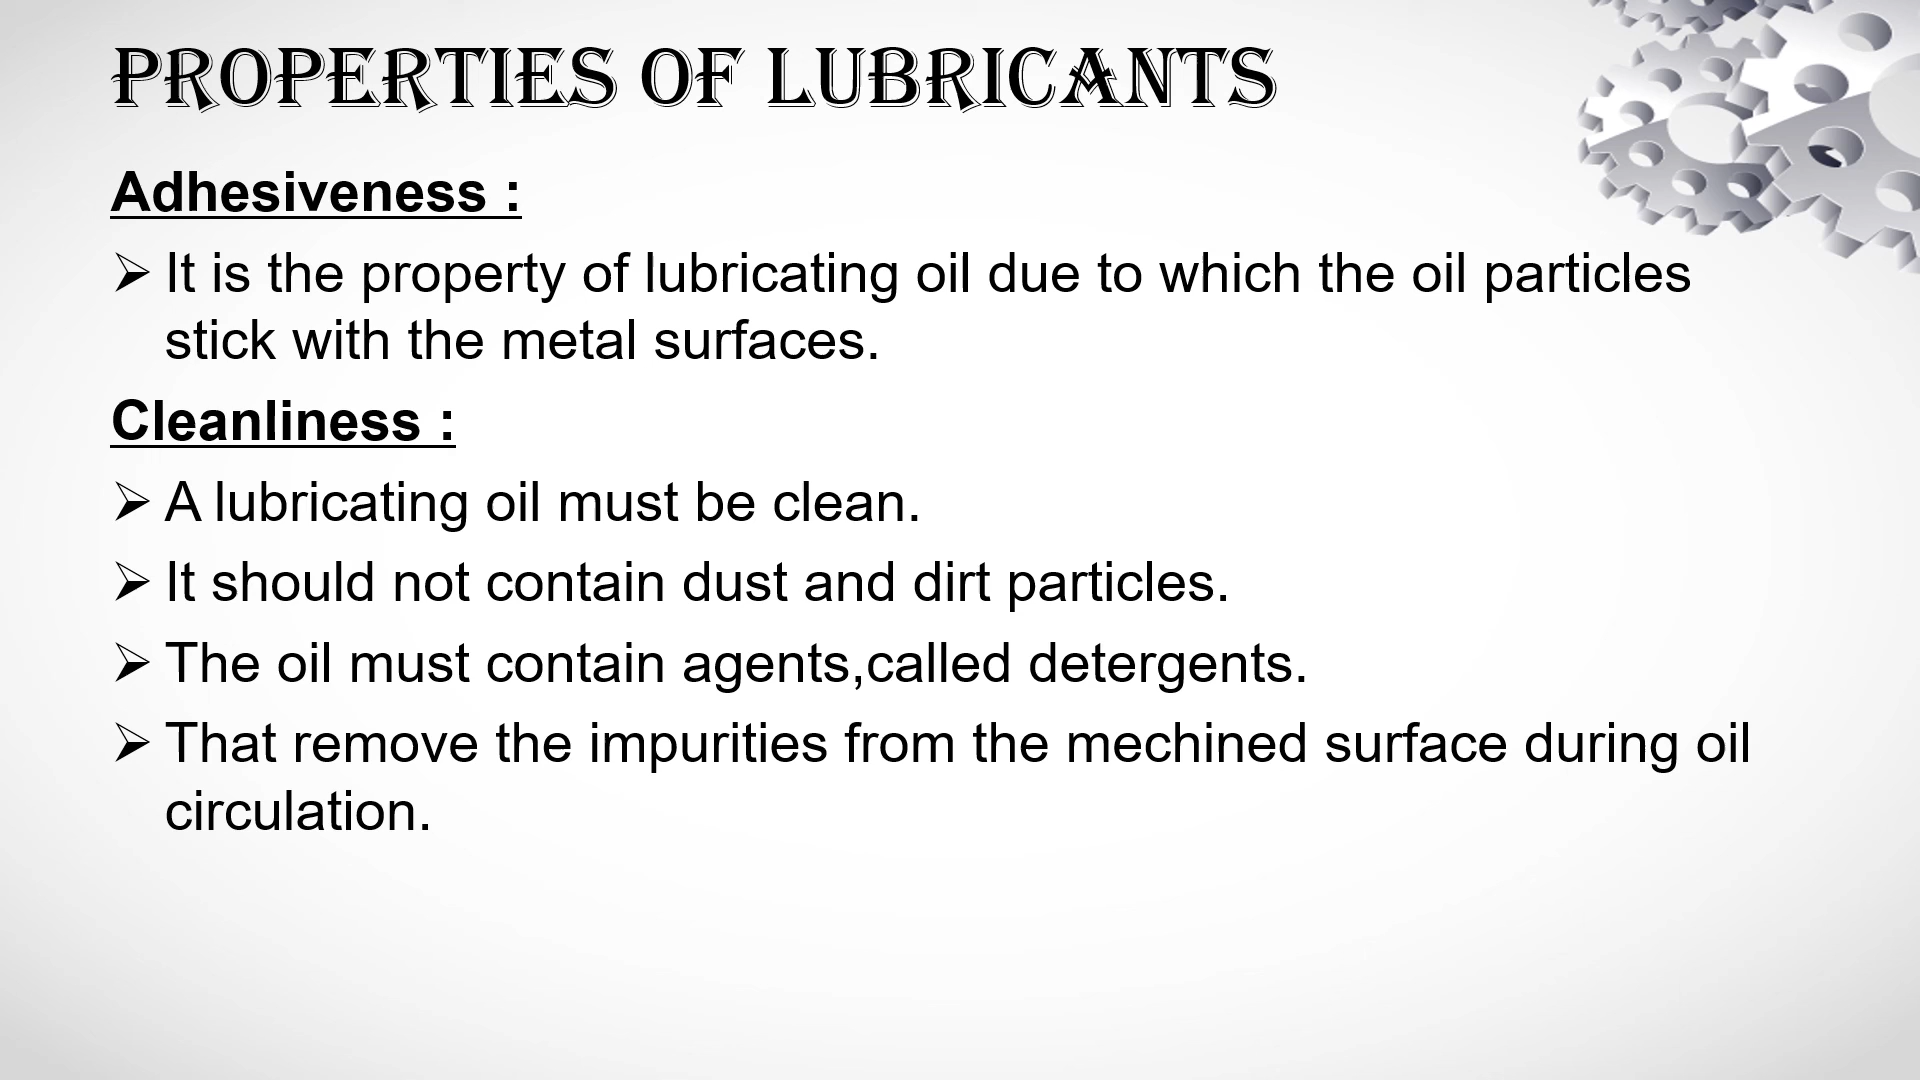 PROPERTIES OF LUBRICANTS
Adhesiveness :
➢ It is the property of lubricating oil due to which the oil particles
stick with the metal surfaces.
Cleanliness :
➢ A lubricating oil must be clean.
➢ It should not contain dust and dirt particles.
➢ The oil must contain agents,called detergents.
➢ That remove the impurities from the mechined surface during oil
circulation.